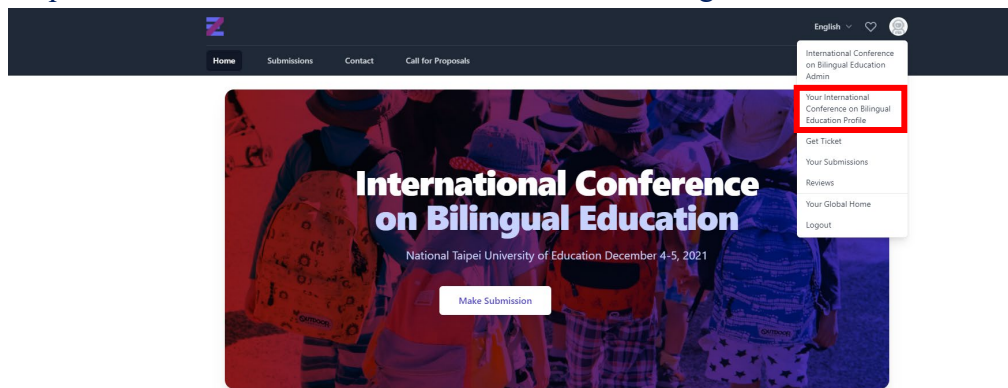 English
Home Submissions Contact Call for Proposals
International Conference
on Bilingual Education
Admin
Your International
Conference on Bilingual
Education Profile
Get Ticket
Your Submissions
Reviews
Your Global Home
Logout
International Conference
on Bilingual Education
National Taipei University of Education December 4-5, 2021
Make Submission
OUTDOOR
OUTDOOR